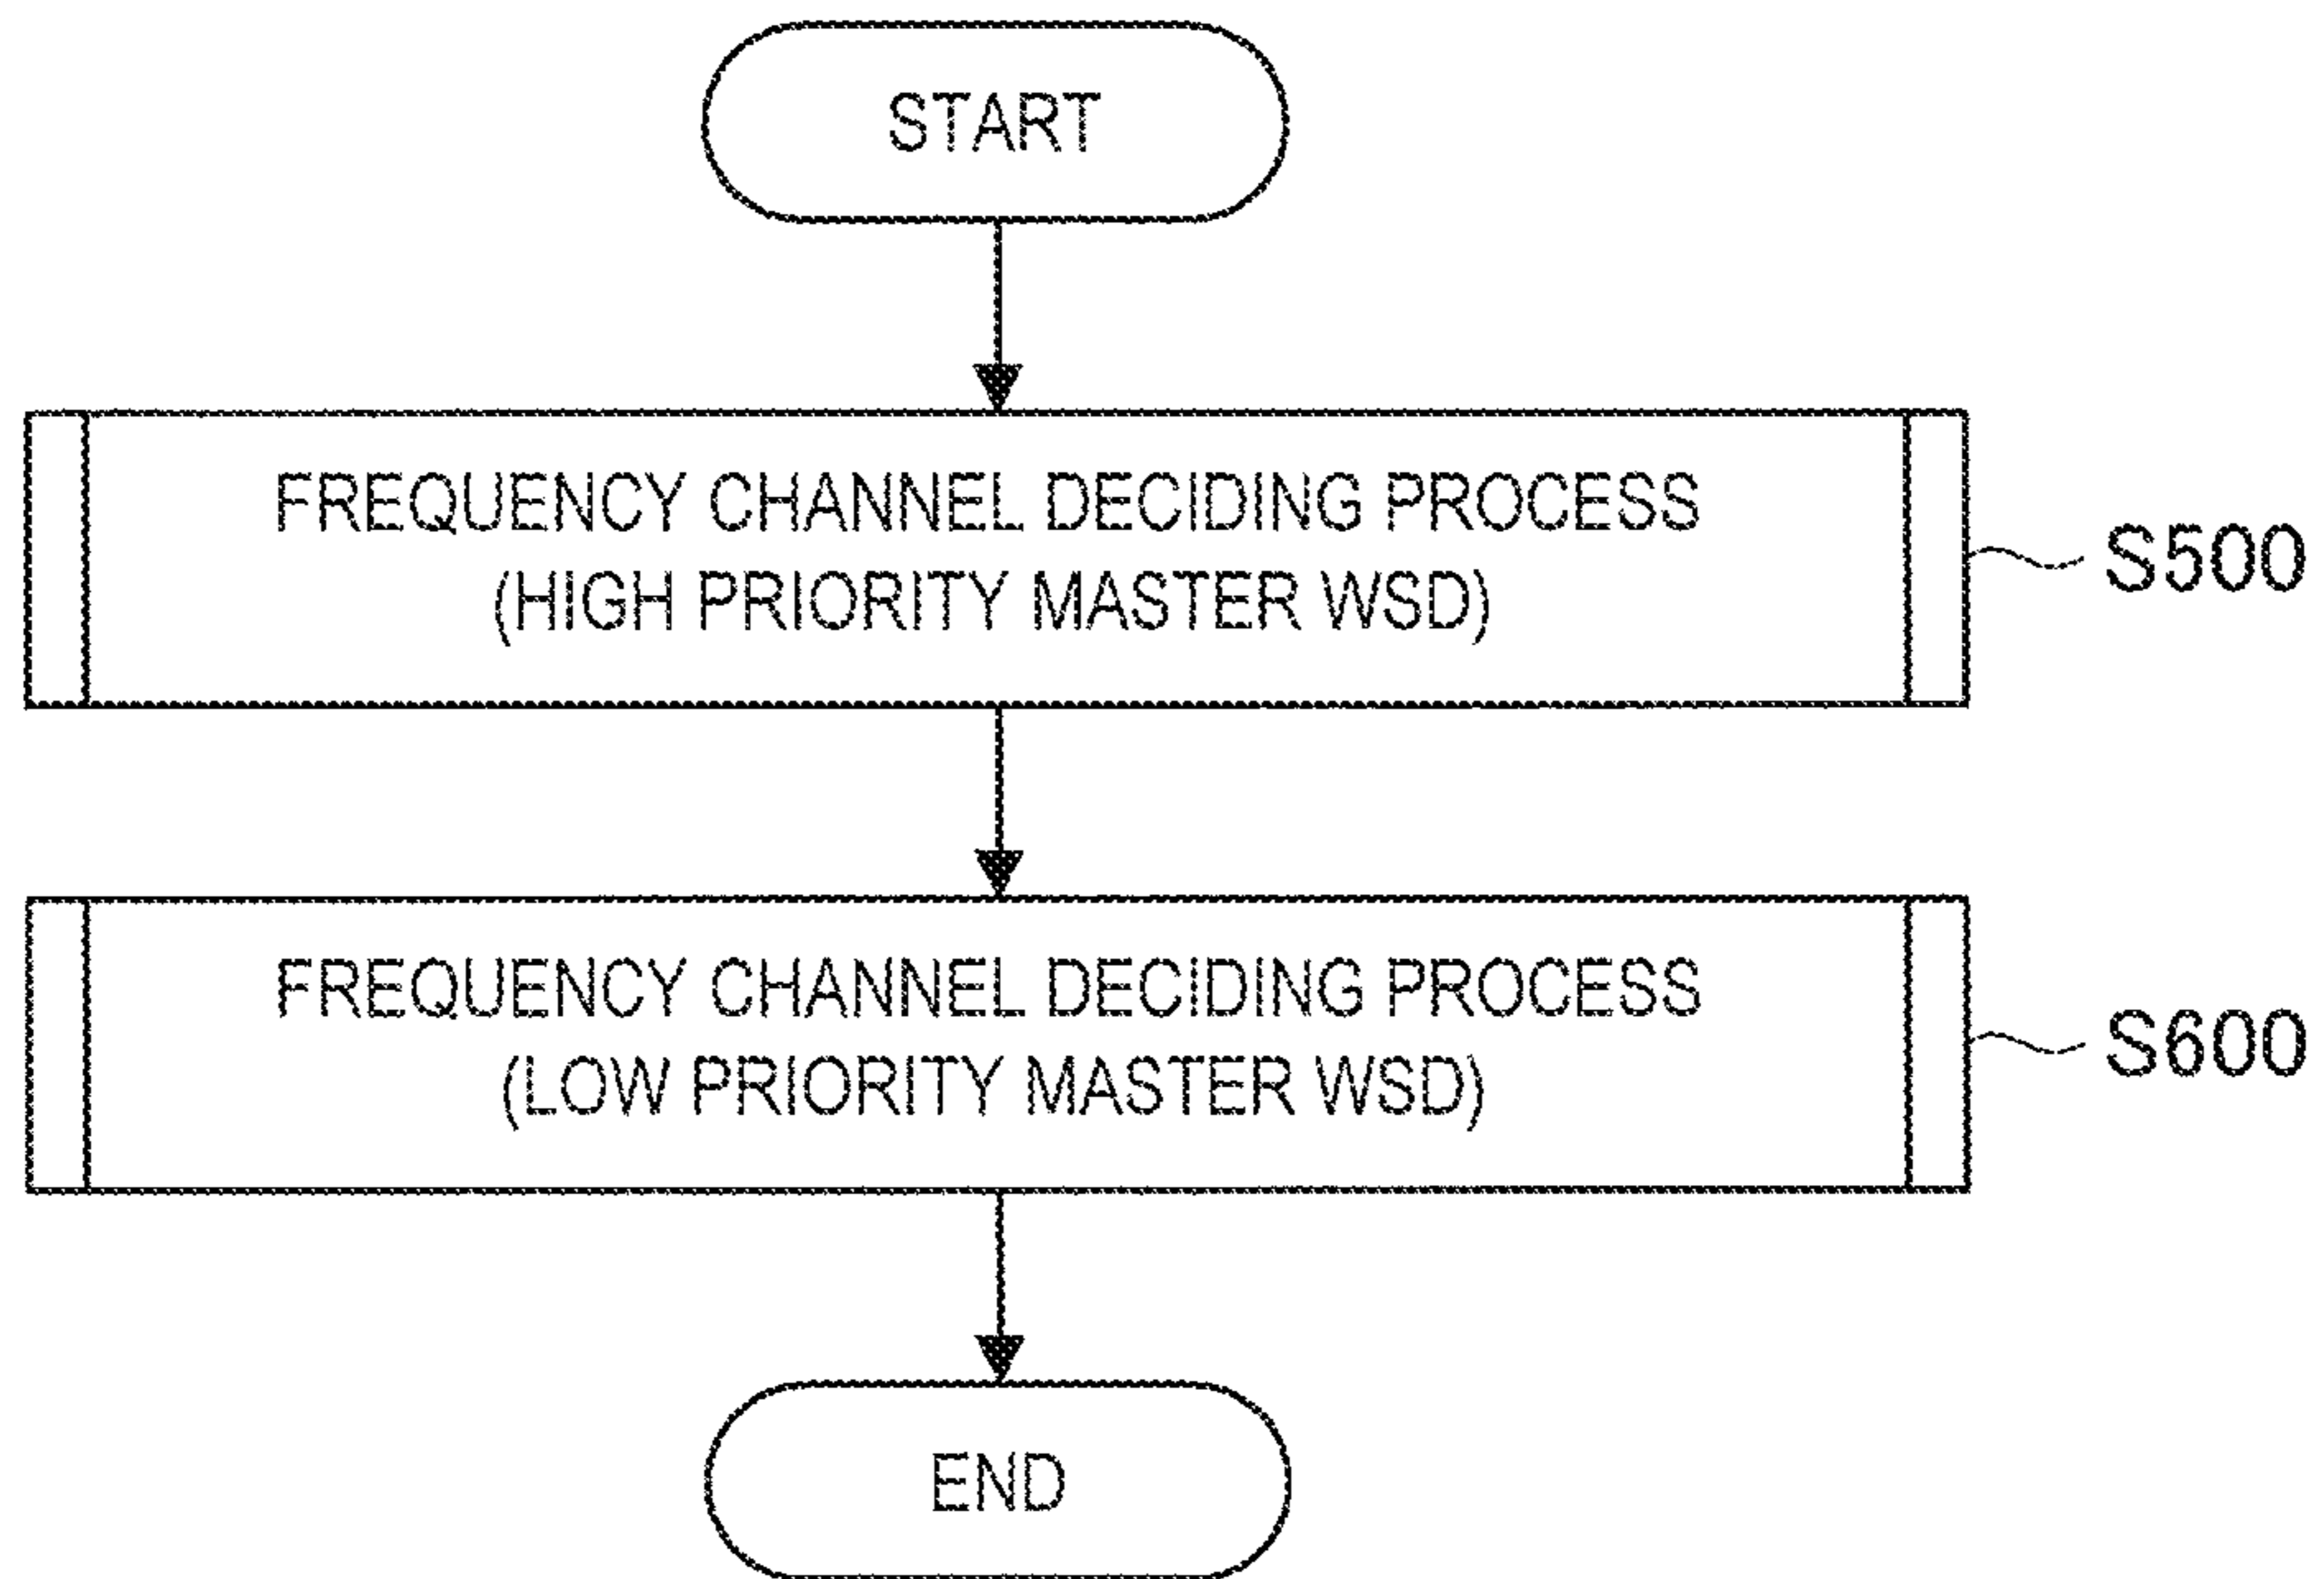 START
FREQUENCY CHANNEL DECIDING PROCESS
(HIGH PRIORITY MASTER WSD)
S500
FREQUENCY CHANNEL DECIDING PROCESS
(LOW PRIORITY MASTER WSD)
S600
END